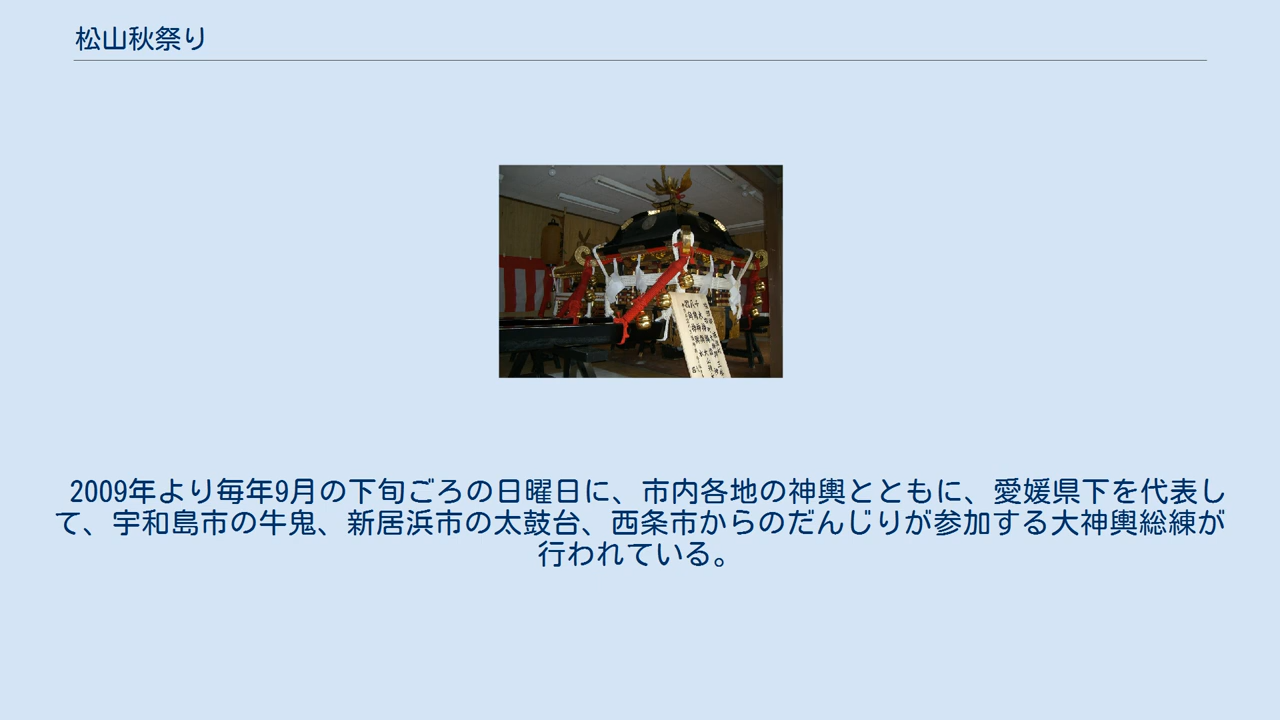 松山秋祭り
2009年より毎年9月の下旬ごろの日曜日に、市内各地の神輿とともに、愛媛県下を代表し
て、宇和島市の牛鬼、新居浜市の太鼓台、西条市からのだんじりが参加する大神輿総練が
行われている。